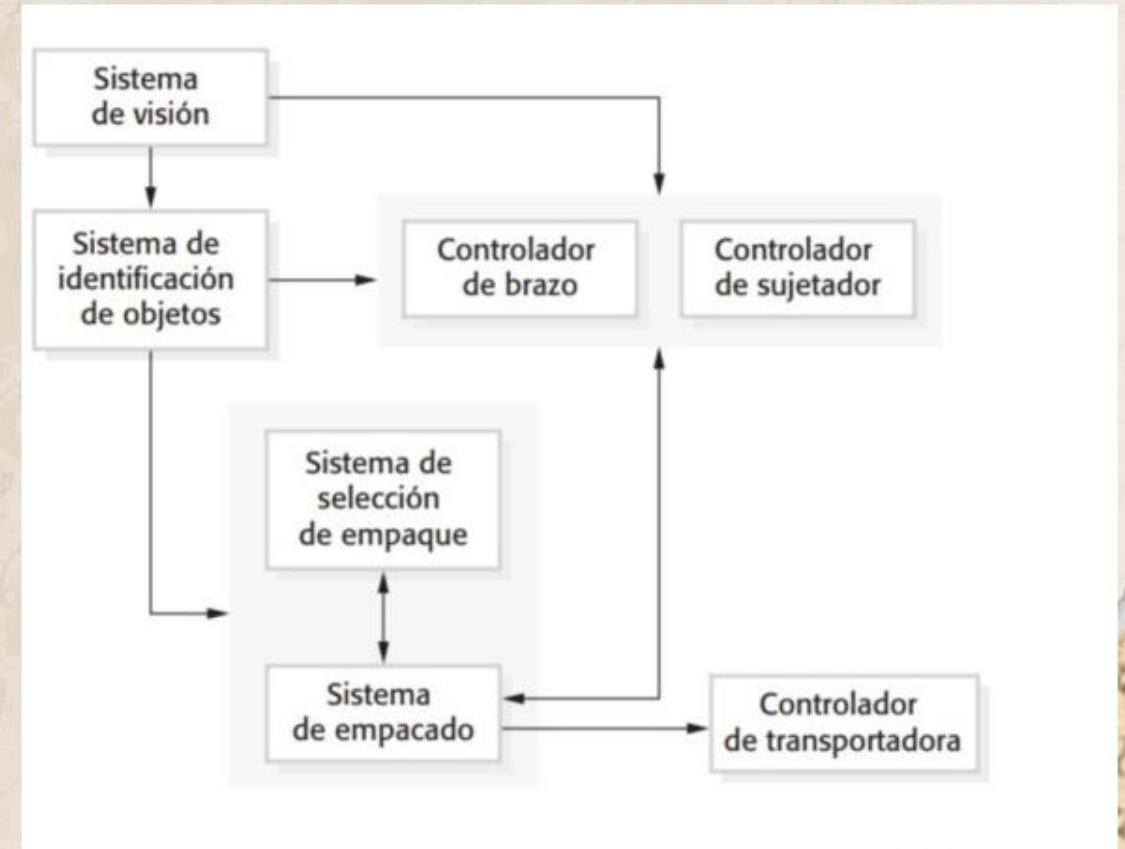 Sistema
de visión
Sistema de
identificación
de objetos
Controlador
de brazo
Controlador
de sujetador
Sistema de
selección
de empaque
Sistema
de empacado
Controlador
de transportadora